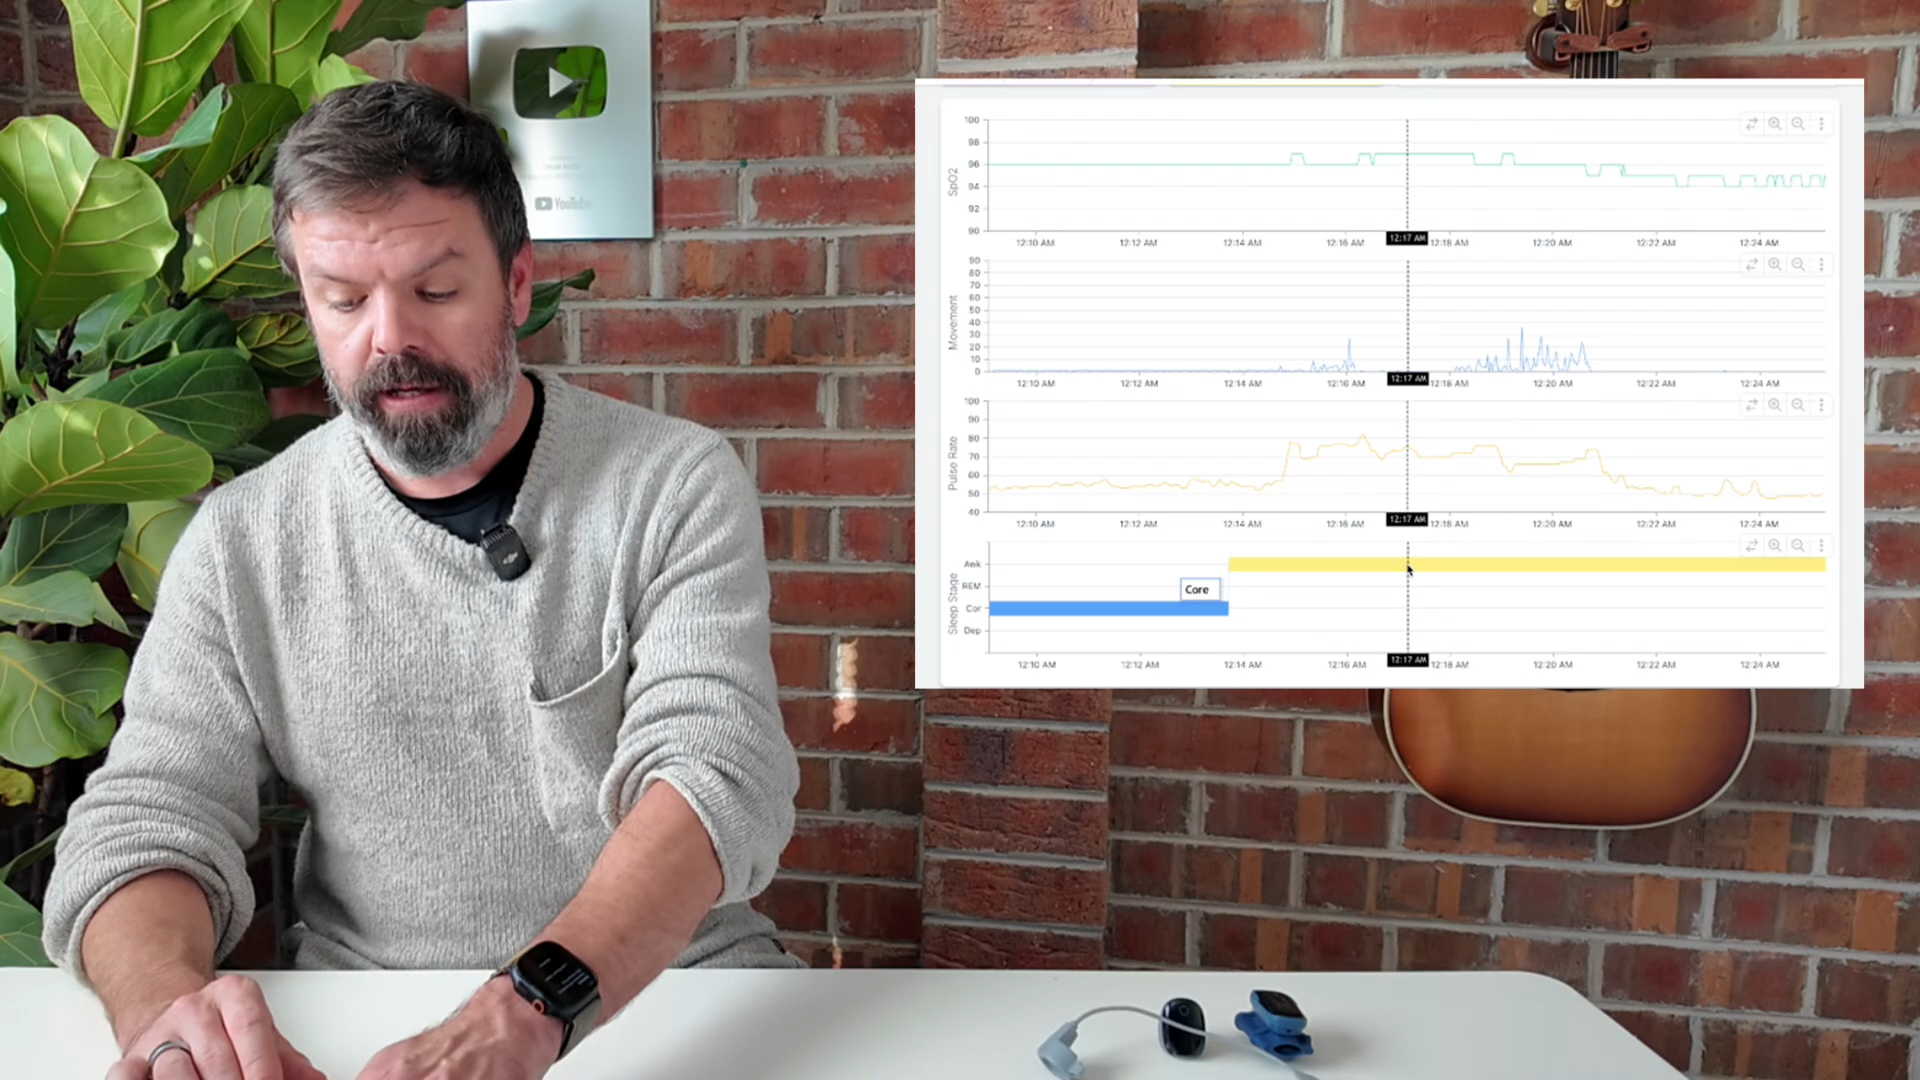 YouTube
100
98
96
94
92
90
SpO2
12:10 AM 12:12 AM 12:14 AM 12:16 AM 12:17 AM 12:18 AM 12:20 AM 12:22 AM 12:24 AM
90
80
70
60
50
40
30
20
10
0
Movement
12:10 AM 12:12 AM 12:14 AM 12:16 AM 12:17 AM 12:18 AM 12:20 AM 12:22 AM 12:24 AM
100
90
80
70
60
50
40
Pulse Rate
12:10 AM 12:12 AM 12:14 AM 12:16 AM 12:17 AM 12:18 AM 12:20 AM 12:22 AM 12:24 AM
Awk
REM
Cor
Dep
Sleep Stage
Core
12:10 AM 12:12 AM 12:14 AM 12:16 AM 12:17 AM 12:18 AM 12:20 AM 12:22 AM 12:24 AM
dji